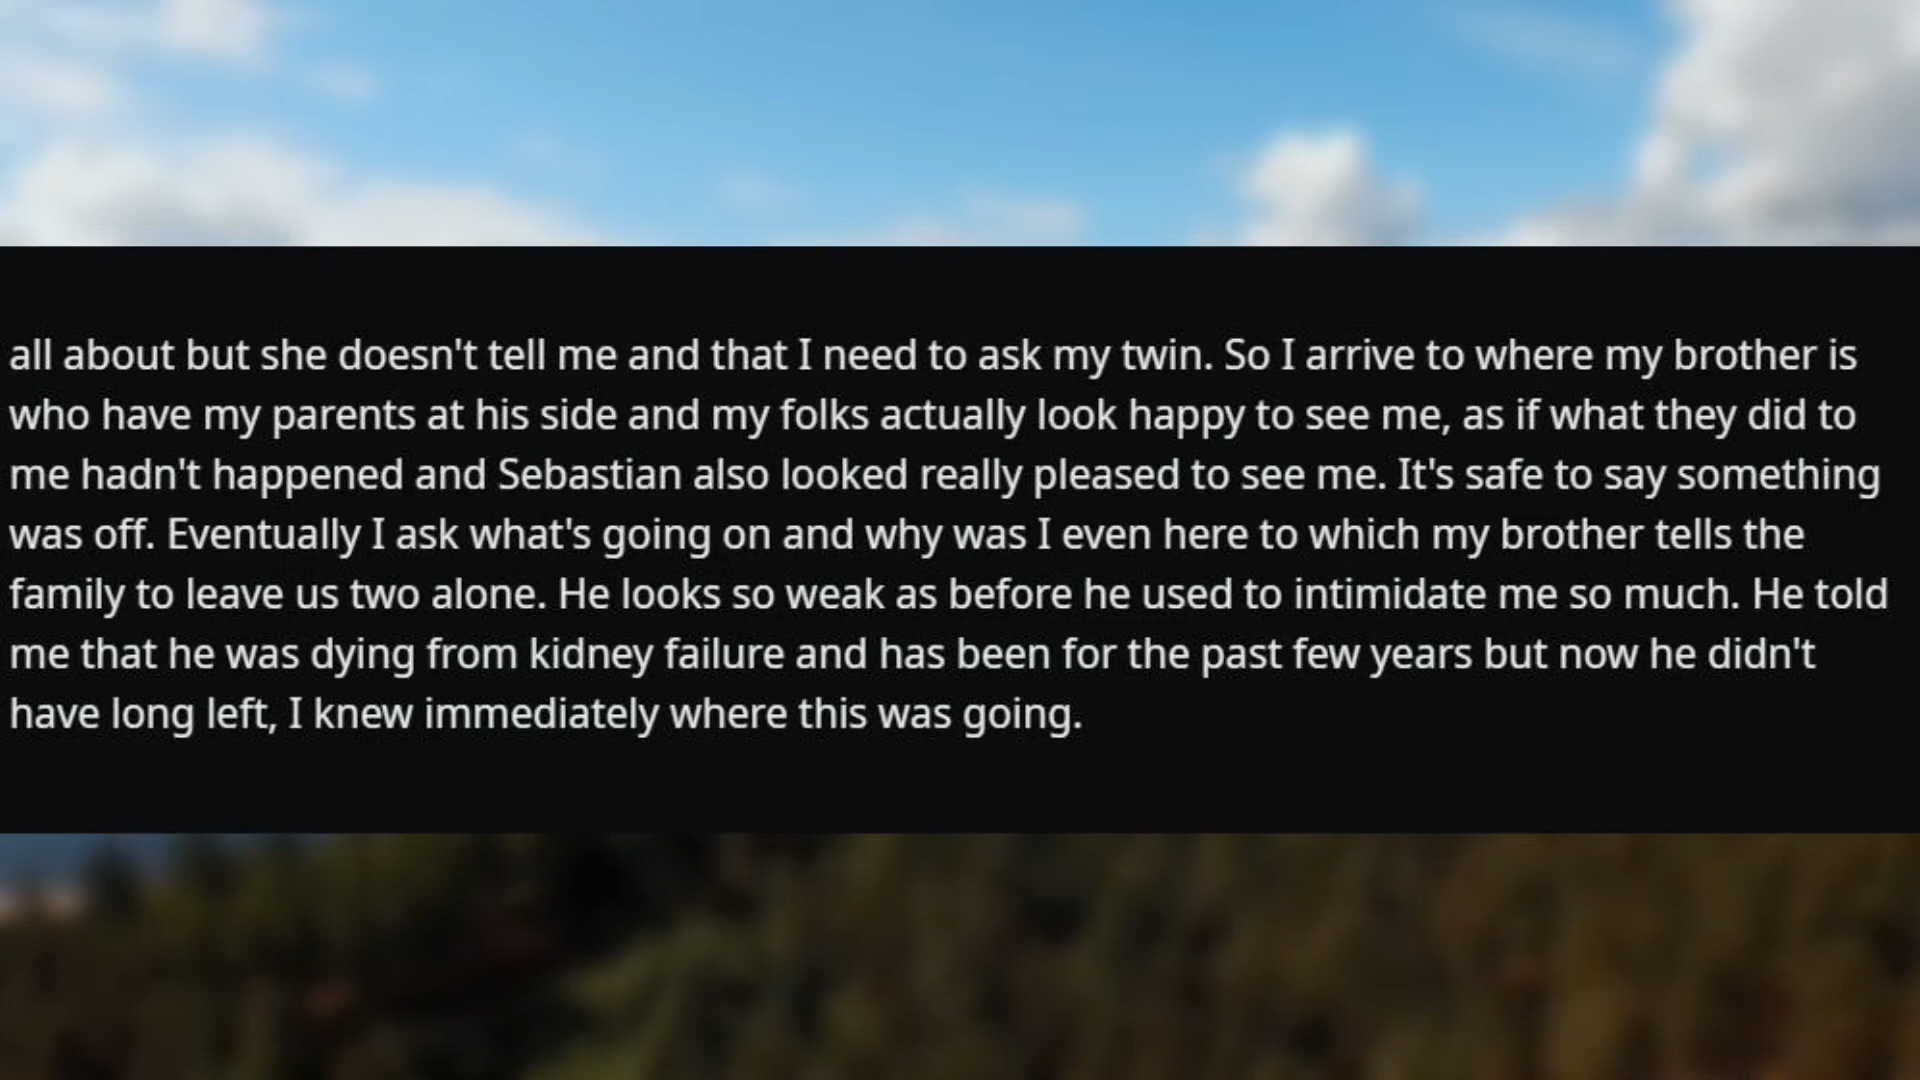 all about but she doesn't tell me and that I need to ask my twin. So I arrive to where my brother is
who have my parents at his side and my folks actually look happy to see me, as if what they did to
me hadn't happened and Sebastian also looked really pleased to see me. It's safe to say something
was off. Eventually I ask what's going on and why was I even here to which my brother tells the
family to leave us two alone. He looks so weak as before he used to intimidate me so much. He told
me that he was dying from kidney failure and has been for the past few years but now he didn't
have long left, I knew immediately where this was going.